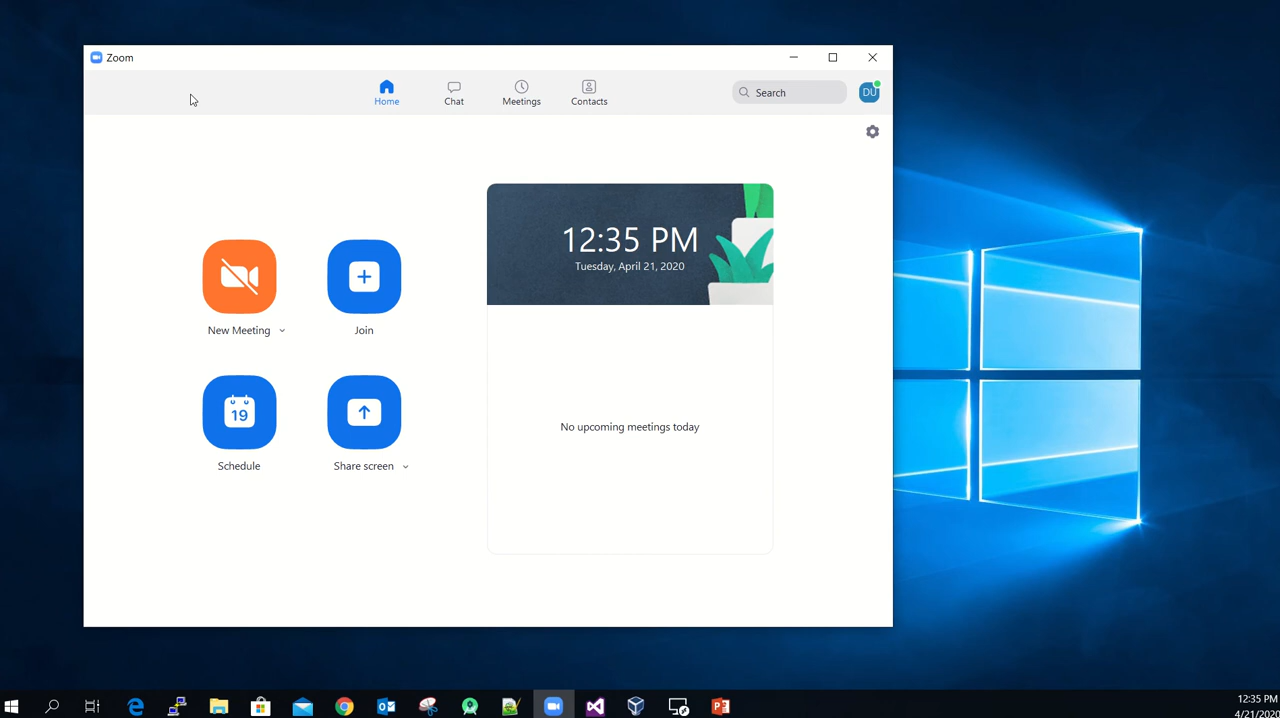 Zoom
Home
Chat
Meetings
Contacts
Search
DU
12:35 PM
Tuesday, April 21, 2020
New Meeting
Join
19
Schedule
Share screen
No upcoming meetings today
12:35 PM
4/21/2020